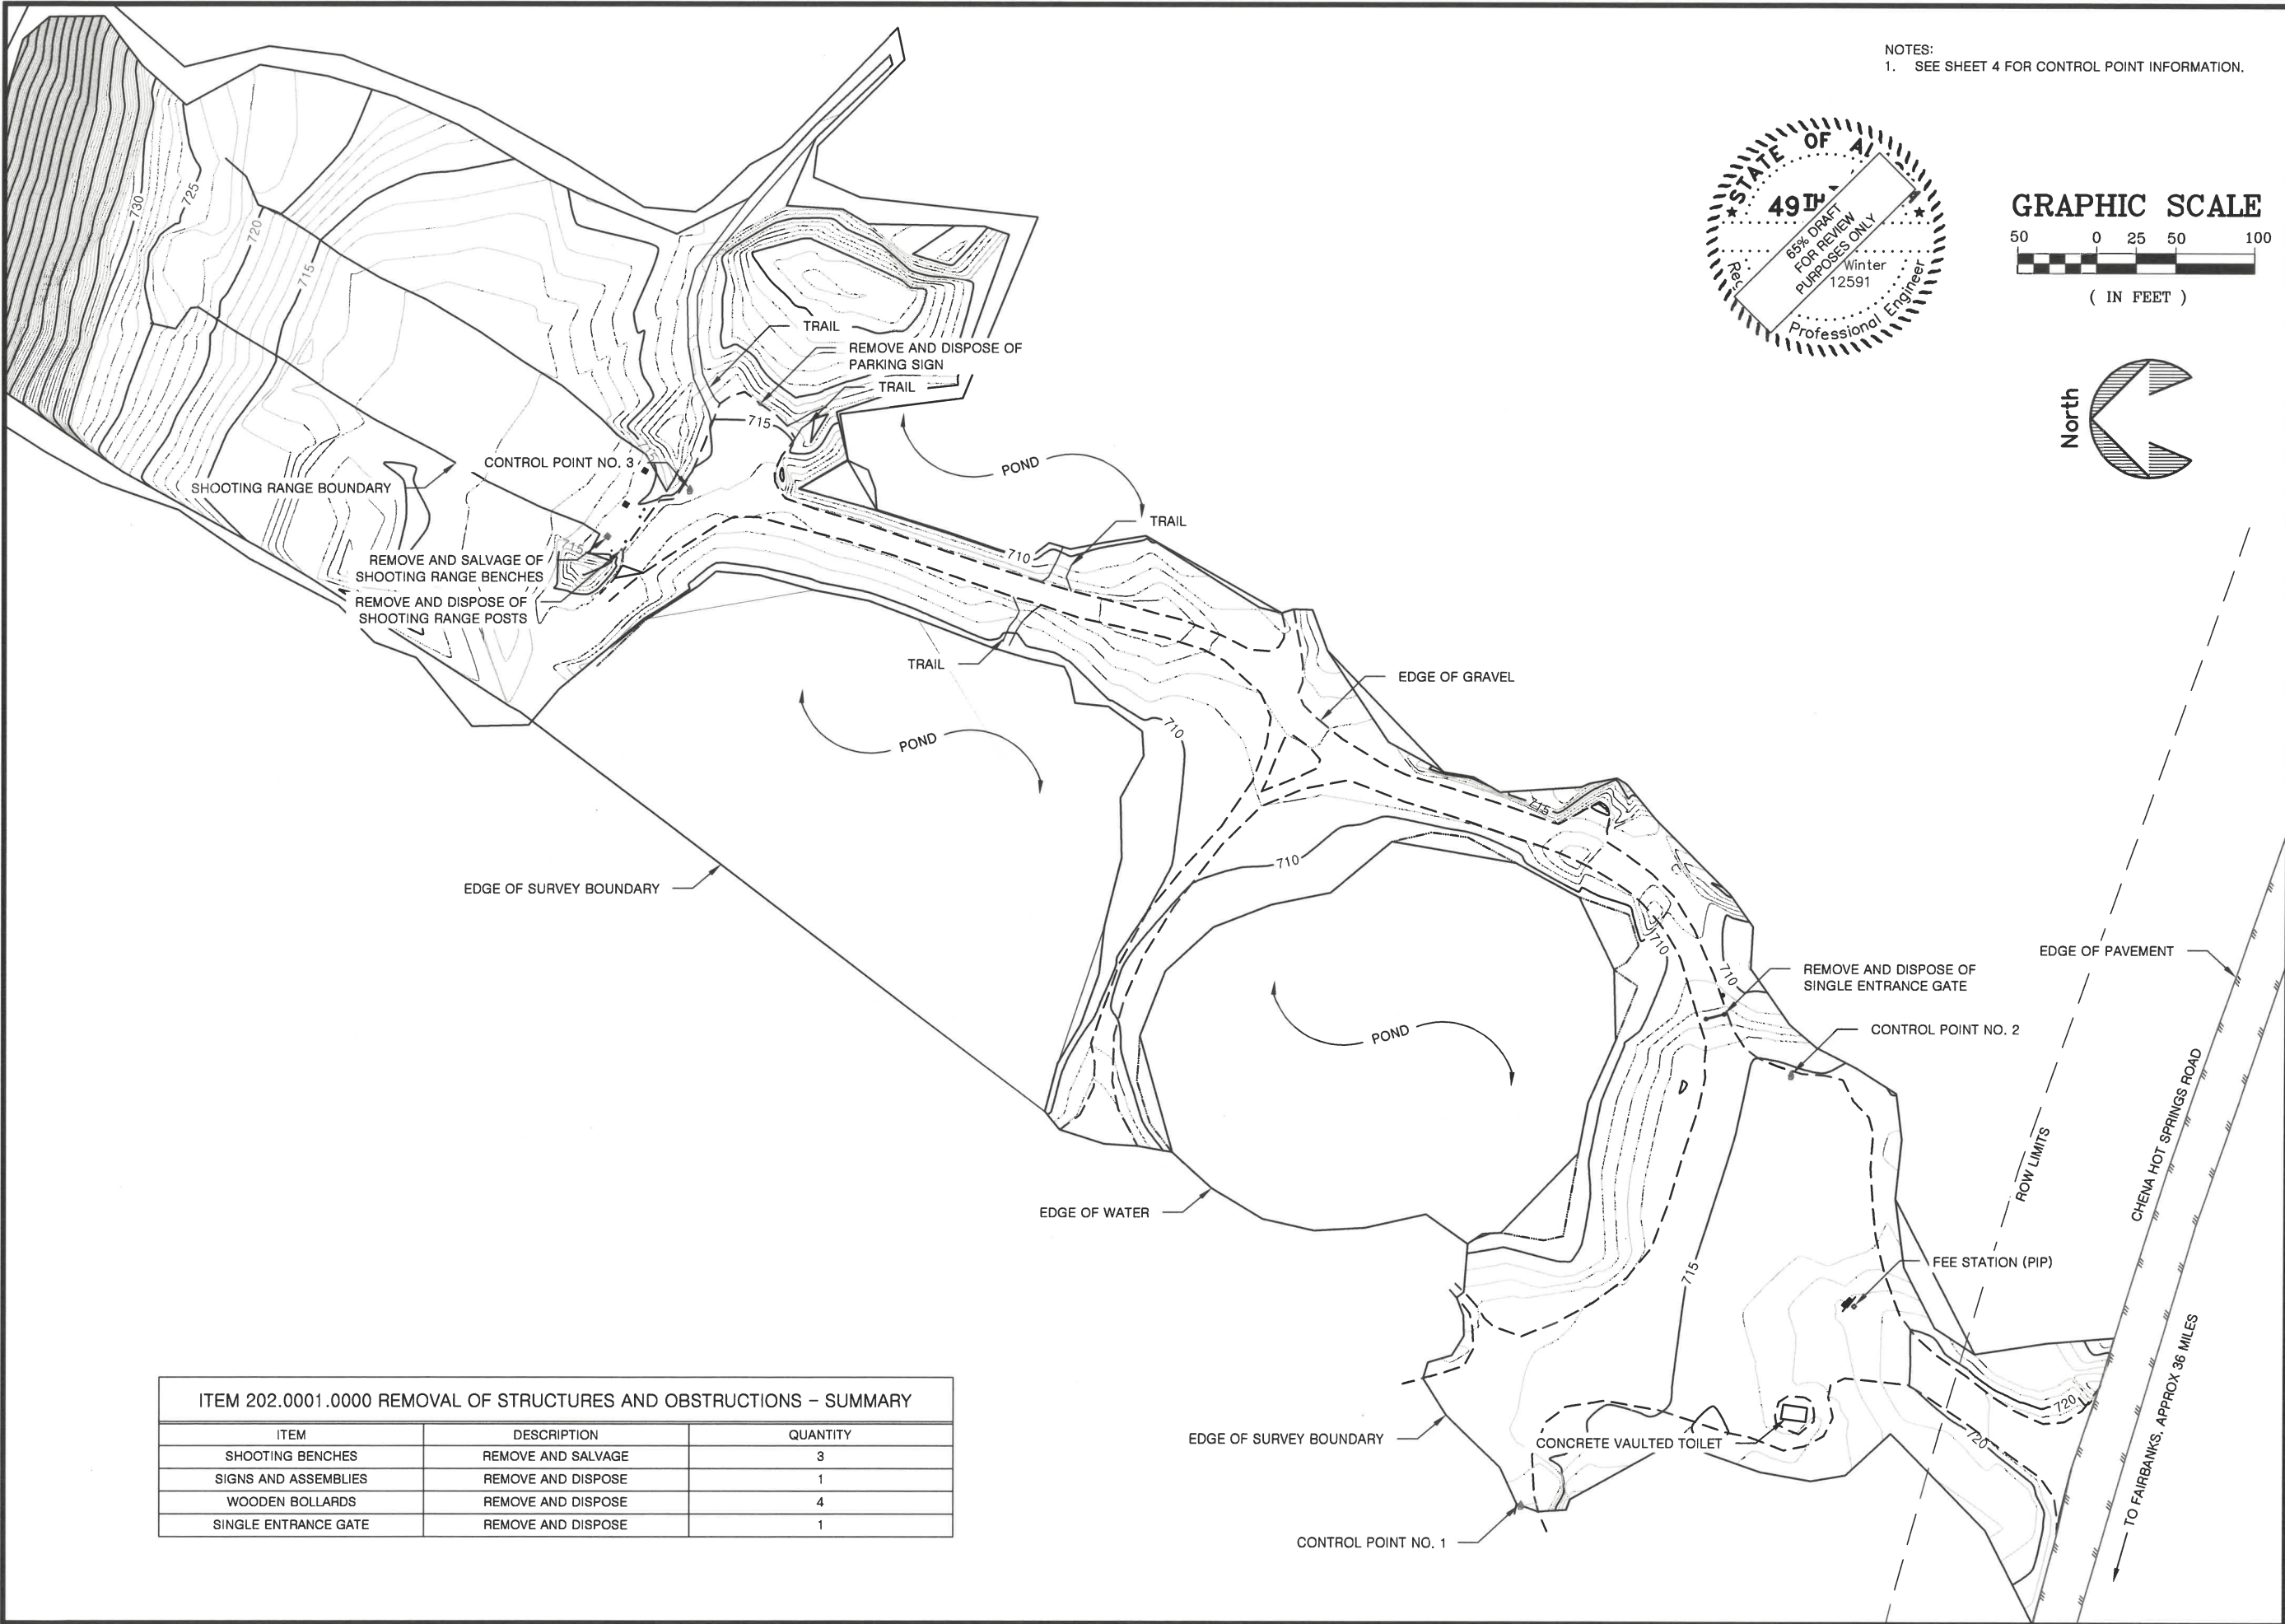 NOTES:
1. SEE SHEET 4 FOR CONTROL POINT INFORMATION.
STATE OF AL
49TH
65% DRAFT
FOR REVIEW
PURPOSES ONLY
Winter
12591
Professional Engineer
GRAPHIC SCALE
50 0 25 50 100
( IN FEET )
North
730
725
720
715
TRAIL
REMOVE AND DISPOSE OF
PARKING SIGN
TRAIL
715
CONTROL POINT NO. 3
SHOOTING RANGE BOUNDARY
POND
TRAIL
710
715
REMOVE AND SALVAGE OF
SHOOTING RANGE BENCHES
REMOVE AND DISPOSE OF
SHOOTING RANGE POSTS
TRAIL
EDGE OF GRAVEL
710
POND
715
710
EDGE OF SURVEY BOUNDARY
710
710
EDGE OF PAVEMENT
REMOVE AND DISPOSE OF
SINGLE ENTRANCE GATE
POND
CONTROL POINT NO. 2
ROW LIMITS
CHENA HOT SPRINGS ROAD
EDGE OF WATER
715
FEE STATION (PIP)
TO FAIRBANKS, APPROX 36 MILES
720
720
EDGE OF SURVEY BOUNDARY
CONCRETE VAULTED TOILET
CONTROL POINT NO. 1
ITEM 202.0001.0000 REMOVAL OF STRUCTURES AND OBSTRUCTIONS - SUMMARY
ITEM DESCRIPTION QUANTITY
SHOOTING BENCHES REMOVE AND SALVAGE 3
SIGNS AND ASSEMBLIES REMOVE AND DISPOSE 1
WOODEN BOLLARDS REMOVE AND DISPOSE 4
SINGLE ENTRANCE GATE REMOVE AND DISPOSE 1